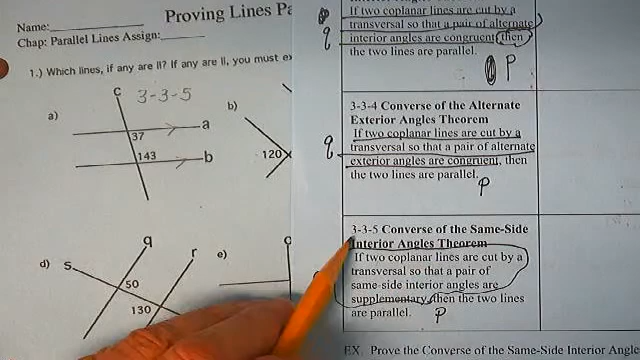 Proving Lines Pa
Name:
Chap: Parallel Lines Assign:
1.) Which lines, if any are II? If any are II, you must ex
a)
c
3-3-5
37
a
143
b
b)
120
d)
s
q
r
50
130
e)
If two coplanar lines are cut by a
transversal so that a pair of alternate
interior angles are congruent, then
the two lines are parallel.
q
p
3-3-4 Converse of the Alternate
Exterior Angles Theorem
If two coplanar lines are cut by a
transversal so that a pair of alternate
exterior angles are congruent, then
the two lines are parallel.
q
p
3-3-5 Converse of the Same-Side
Interior Angles Theorem
If two coplanar lines are cut by a
transversal so that a pair of
same-side interior angles are
supplementary, then the two lines
are parallel.
p
EX. Prove the Converse of the Same-Side Interior Angle